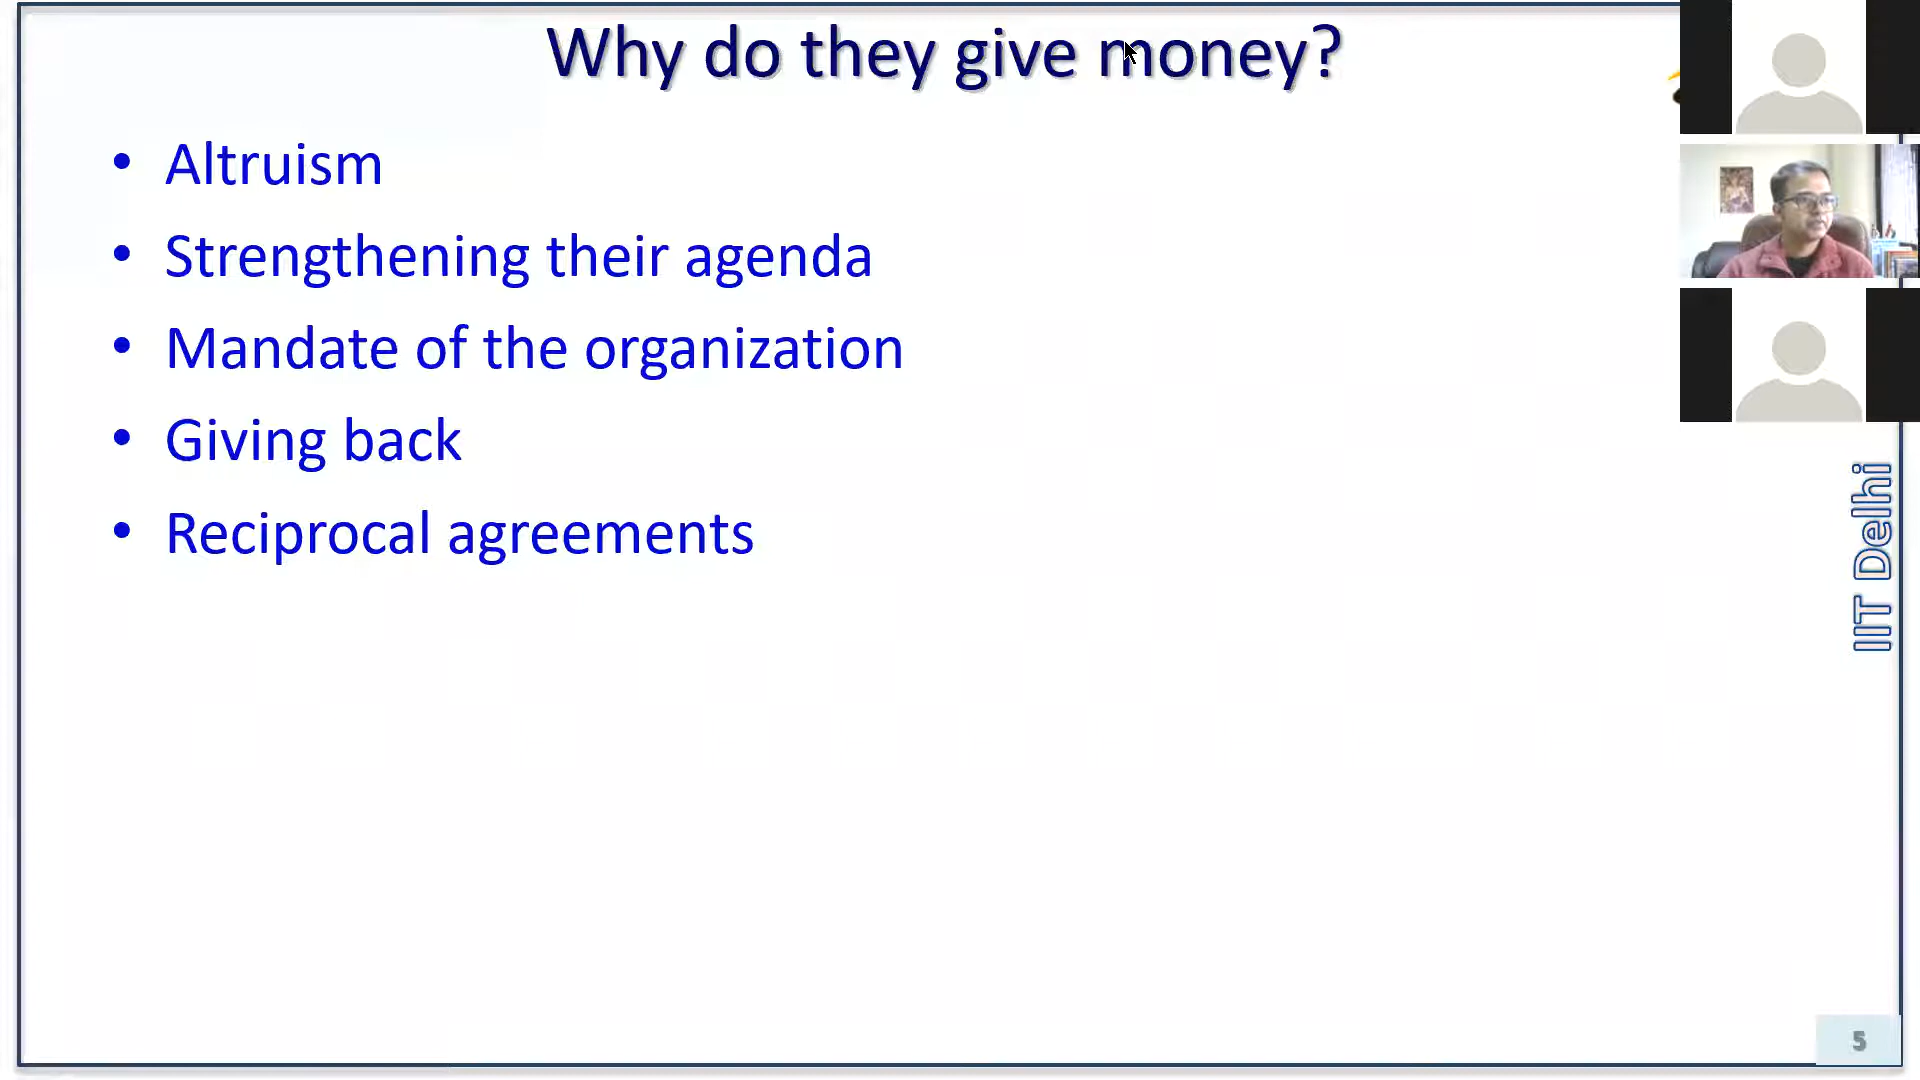 Why do they give money?
• Altruism
• Strengthening their agenda
• Mandate of the organization
• Giving back
• Reciprocal agreements
IIT Delhi
5